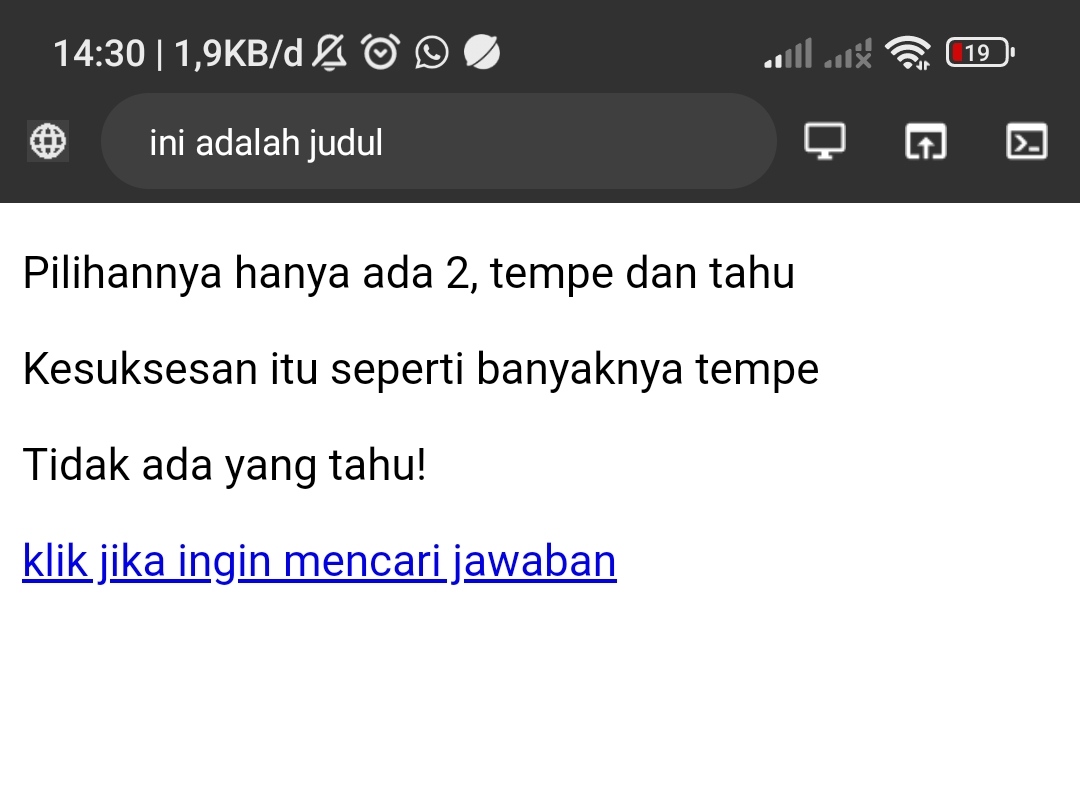 14:30 | 1,9KB/d
19
ini adalah judul
Pilihannya hanya ada 2, tempe dan tahu
Kesuksesan itu seperti banyaknya tempe
Tidak ada yang tahu!
klik jika ingin mencari jawaban